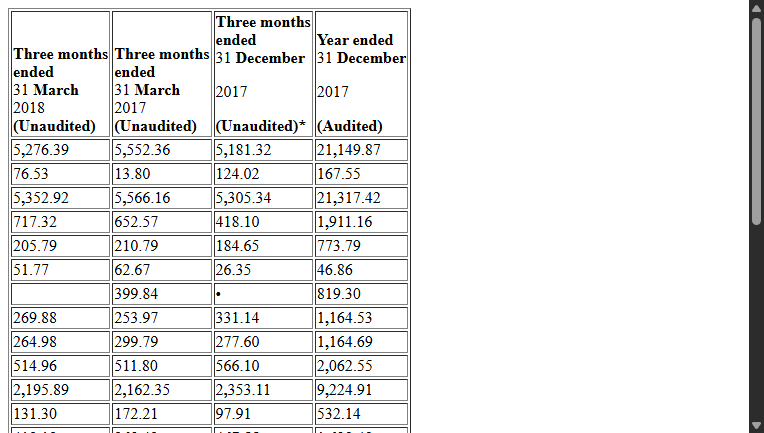 Three months ended 31 March 2018 (Unaudited) Three months ended 31 March 2017 (Unaudited) Three months ended 31 December 2017 (Unaudited)* Year ended 31 December 2017 (Audited)
5,276.39 5,552.36 5,181.32 21,149.87
76.53 13.80 124.02 167.55
5,352.92 5,566.16 5,305.34 21,317.42
717.32 652.57 418.10 1,911.16
205.79 210.79 184.65 773.79
51.77 62.67 26.35 46.86
399.84 • 819.30
269.88 253.97 331.14 1,164.53
264.98 299.79 277.60 1,164.69
514.96 511.80 566.10 2,062.55
2,195.89 2,162.35 2,353.11 9,224.91
131.30 172.21 97.91 532.14